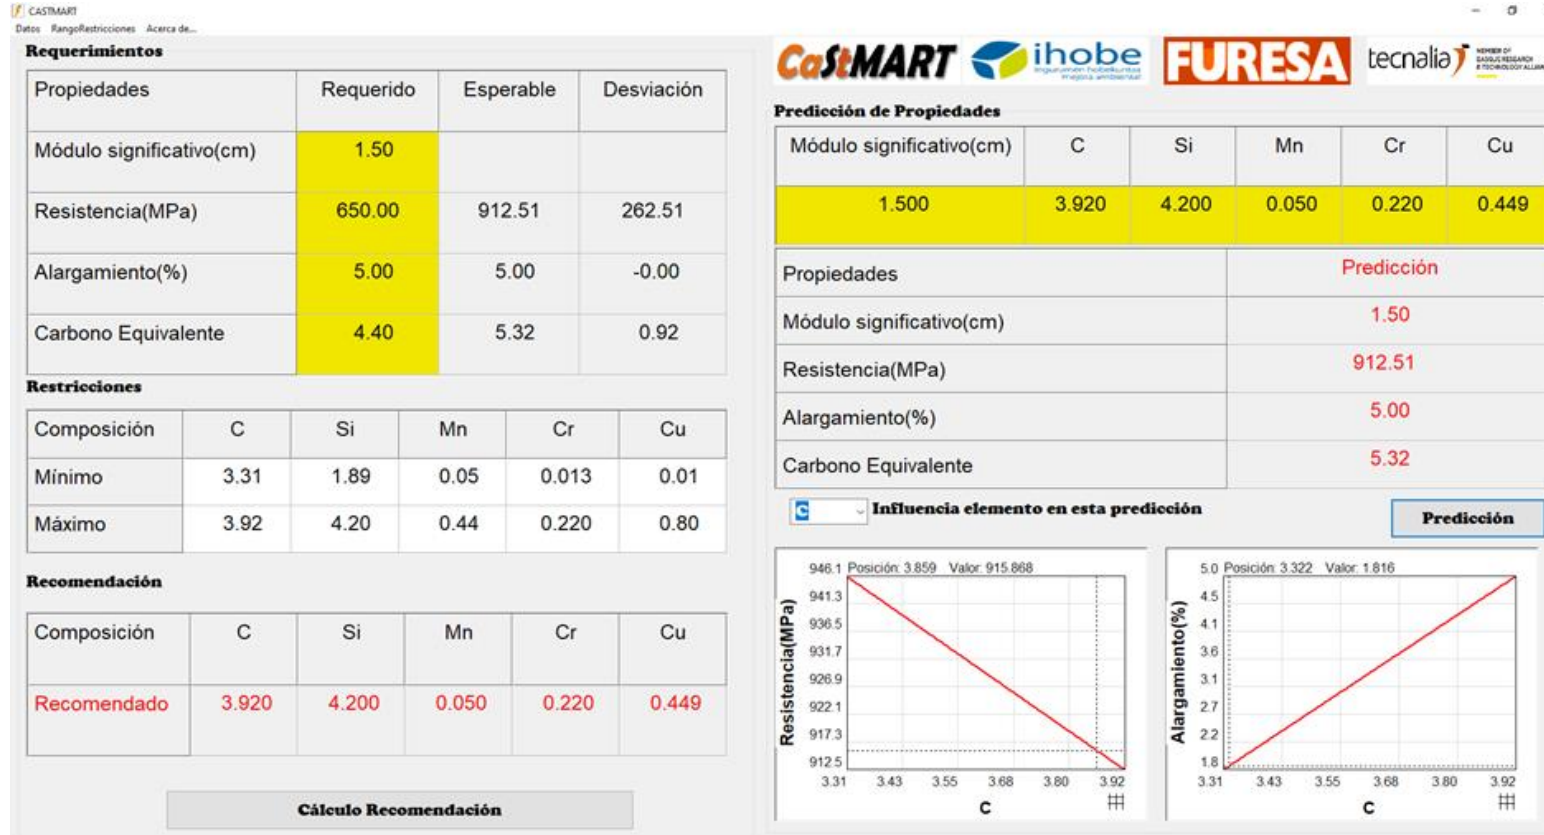 CASTMART
Datos RangoRestricciones Acerca de...
Requerimientos
Propiedades Requerido Esperable Desviación
Módulo significativo(cm) 1.50
Resistencia(MPa) 650.00 912.51 262.51
Alargamiento(%) 5.00 5.00 -0.00
Carbono Equivalente 4.40 5.32 0.92
Restricciones
Composición C Si Mn Cr Cu
Mínimo 3.31 1.89 0.05 0.013 0.01
Máximo 3.92 4.20 0.44 0.220 0.80
Recomendación
Composición C Si Mn Cr Cu
Recomendado 3.920 4.200 0.050 0.220 0.449
Cálculo Recomendación
CaStMART ihobe FURESA tecnalia
MEMBER OF
BASQUE RESEARCH
Predicción de Propiedades
Módulo significativo(cm) C Si Mn Cr Cu
1.500 3.920 4.200 0.050 0.220 0.449
Propiedades Predicción
Módulo significativo(cm) 1.50
Resistencia(MPa) 912.51
Alargamiento(%) 5.00
Carbono Equivalente 5.32
C Influencia elemento en esta predicción
Predicción
Posición: 3.859 Valor: 915.868
946.1
941.3
936.5
931.7
926.9
922.1
917.3
912.5
3.31 3.43 3.55 3.68 3.80 3.92
Resistencia(MPa)
C
Posición: 3.322 Valor: 1.816
5.0
4.5
4.1
3.6
3.1
2.7
2.2
1.8
3.31 3.43 3.55 3.68 3.80 3.92
Alargamiento(%)
C